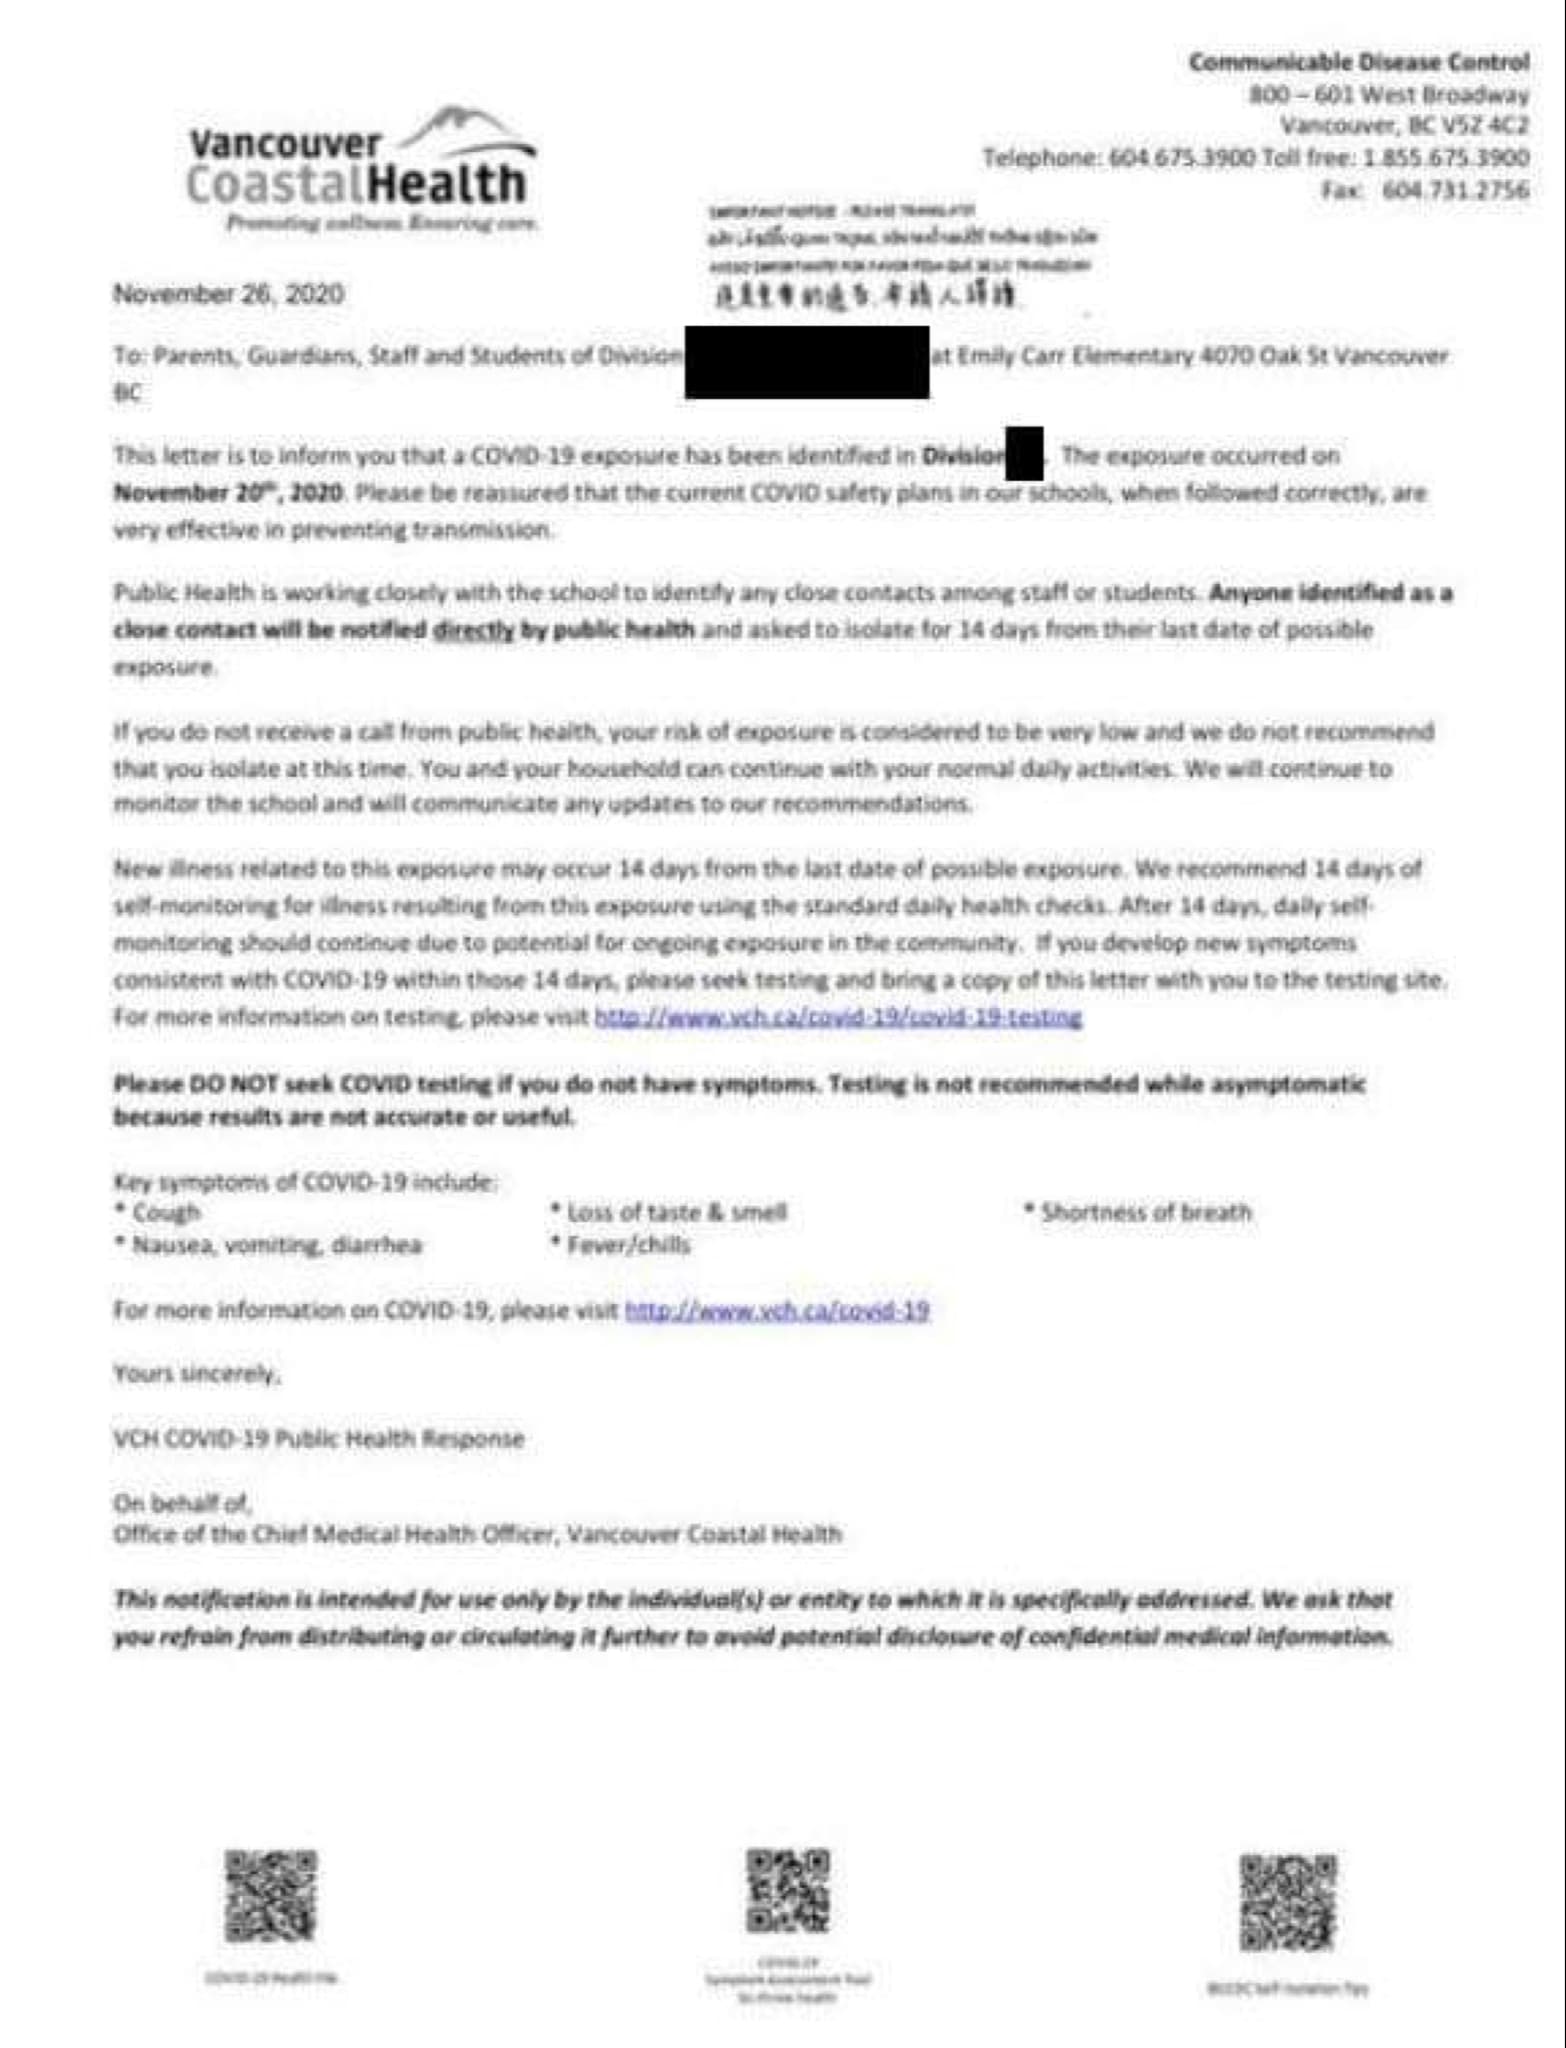 Communicable Disease Control
800 – 601 West Broadway
Vancouver, BC V5Z 4C2
Telephone: 604.675.3900 Toll free: 1.855.675.3900
Fax: 604.731.2756
Vancouver
CoastalHealth
Promoting wellness. Ensuring care.
IMPORTANT NOTICE - PLEASE TRANSLATE
November 26, 2020
To: Parents, Guardians, Staff and Students of Division at Emily Carr Elementary 4070 Oak St Vancouver
BC
This letter is to inform you that a COVID-19 exposure has been identified in Division . The exposure occurred on
November 20th, 2020. Please be reassured that the current COVID safety plans in our schools, when followed correctly, are
very effective in preventing transmission.
Public Health is working closely with the school to identify any close contacts among staff or students. Anyone identified as a
close contact will be notified directly by public health and asked to isolate for 14 days from their last date of possible
exposure.
If you do not receive a call from public health, your risk of exposure is considered to be very low and we do not recommend
that you isolate at this time. You and your household can continue with your normal daily activities. We will continue to
monitor the school and will communicate any updates to our recommendations.
New illness related to this exposure may occur 14 days from the last date of possible exposure. We recommend 14 days of
self-monitoring for illness resulting from this exposure using the standard daily health checks. After 14 days, daily self-
monitoring should continue due to potential for ongoing exposure in the community. If you develop new symptoms
consistent with COVID-19 within those 14 days, please seek testing and bring a copy of this letter with you to the testing site.
For more information on testing, please visit http://www.vch.ca/covid-19/covid-19-testing
Please DO NOT seek COVID testing if you do not have symptoms. Testing is not recommended while asymptomatic
because results are not accurate or useful.
Key symptoms of COVID-19 include:
* Cough * Loss of taste & smell * Shortness of breath
* Nausea, vomiting, diarrhea * Fever/chills
For more information on COVID-19, please visit http://www.vch.ca/covid-19
Yours sincerely,
VCH COVID-19 Public Health Response
On behalf of,
Office of the Chief Medical Health Officer, Vancouver Coastal Health
This notification is intended for use only by the individual(s) or entity to which it is specifically addressed. We ask that
you refrain from distributing or circulating it further to avoid potential disclosure of confidential medical information.
COVID-19
Symptom Assessment Tool
BCCDC Self-Isolation Tips